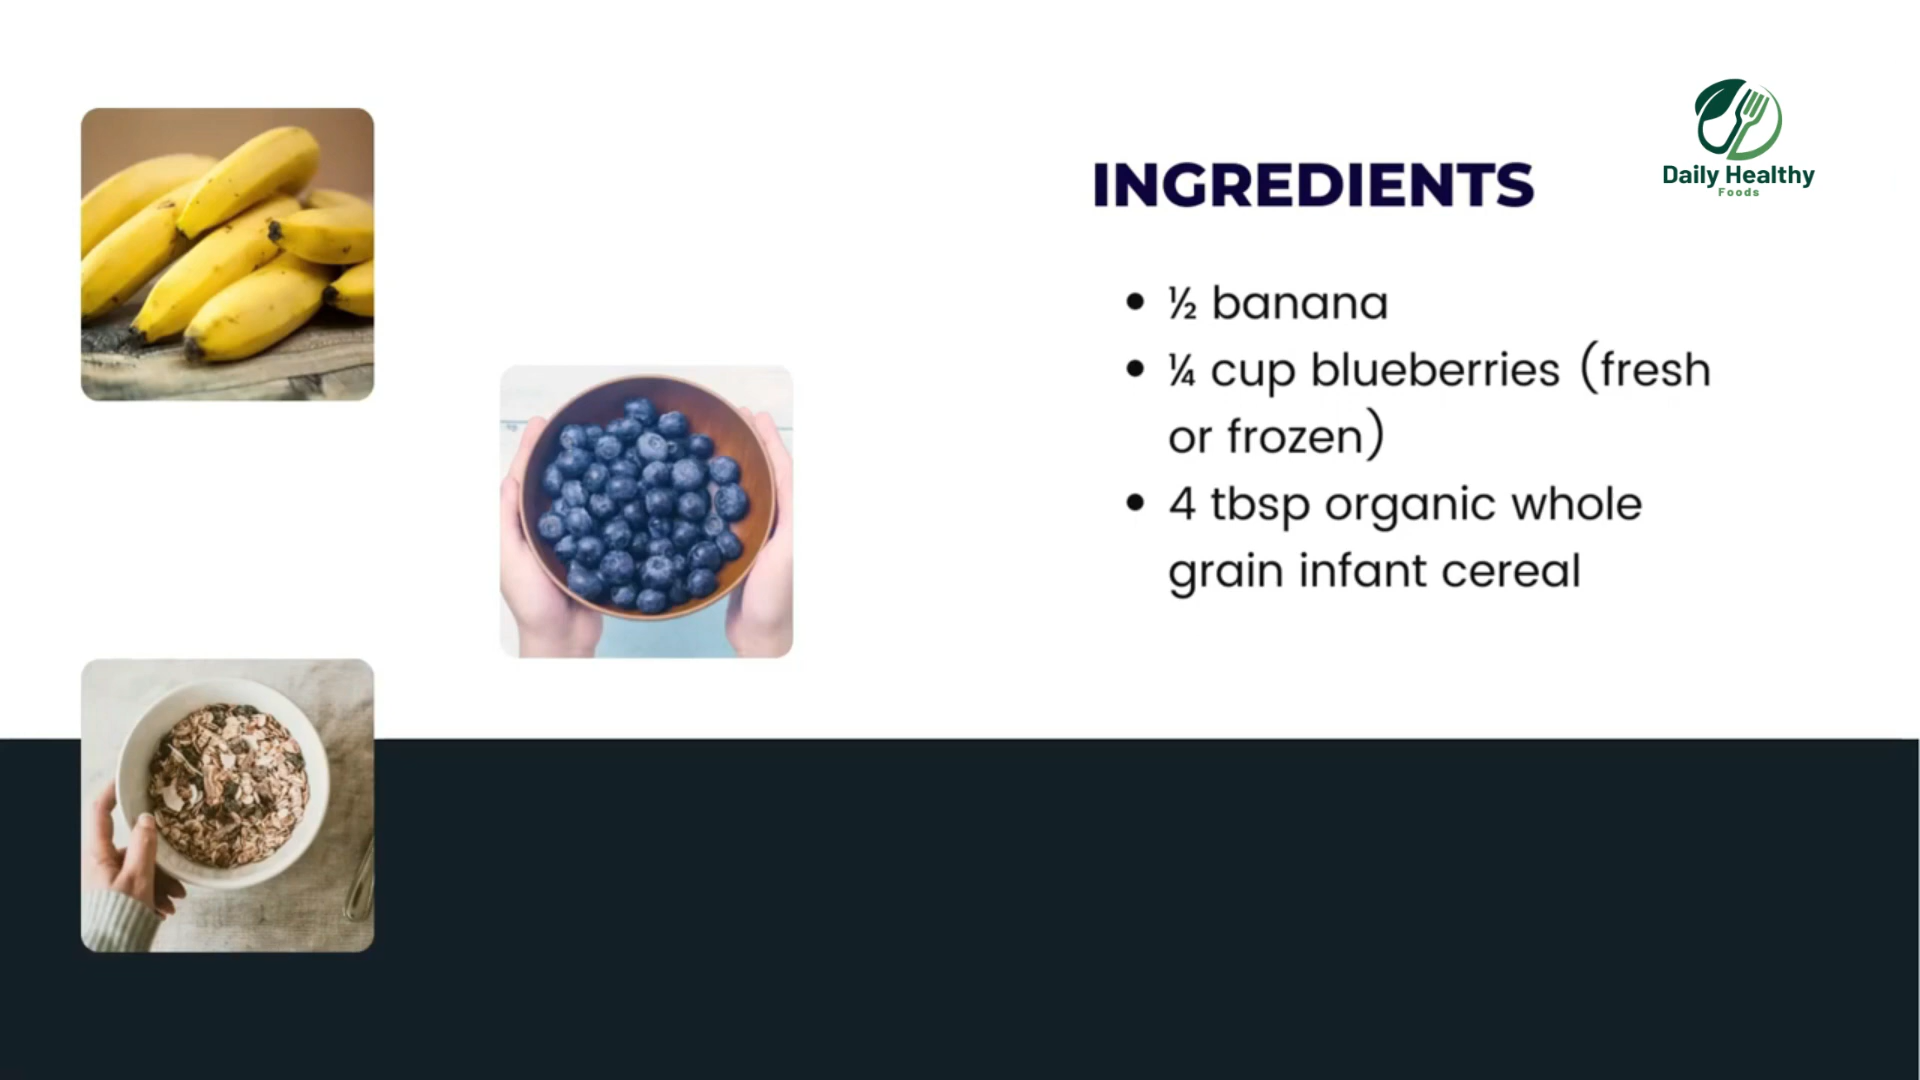 Daily Healthy
Foods
INGREDIENTS
• ½ banana
• ¼ cup blueberries (fresh
or frozen)
• 4 tbsp organic whole
grain infant cereal